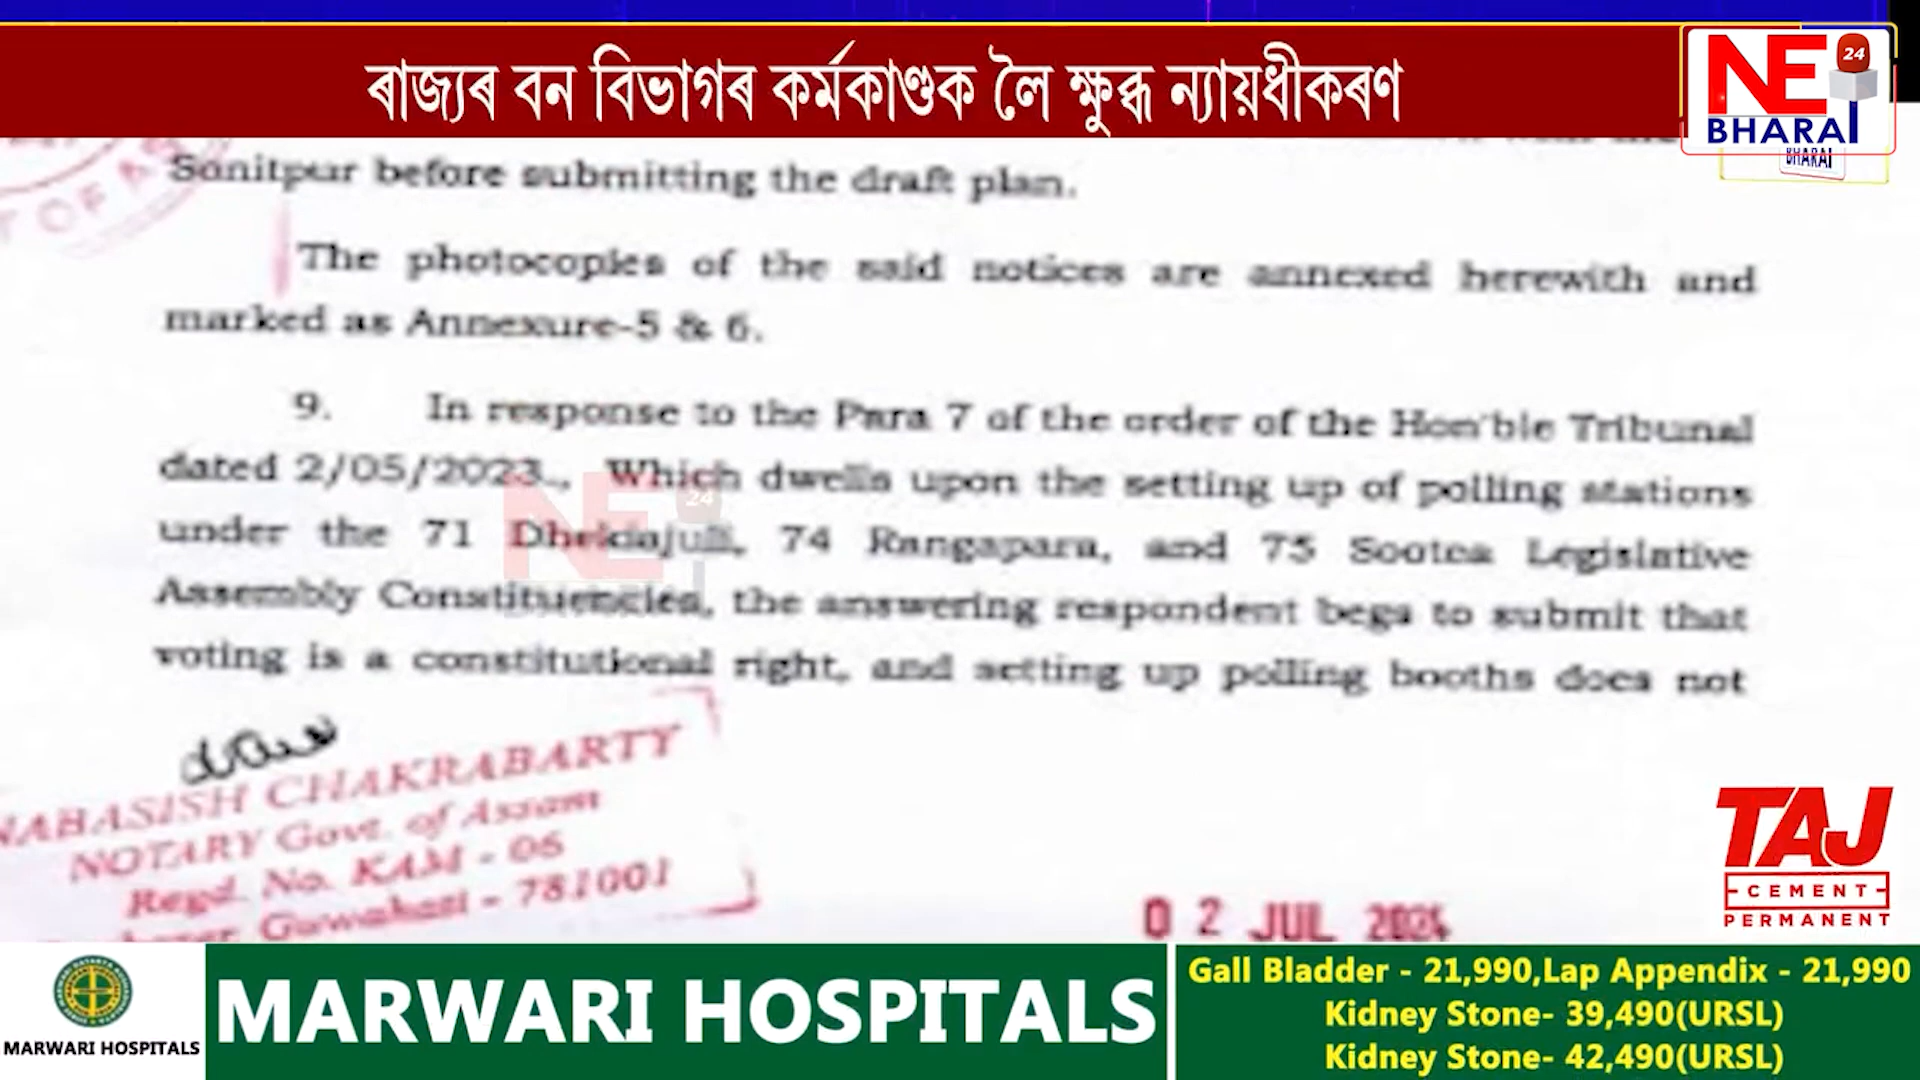 ৰাজ্যৰ বন বিভাগৰ কৰ্মকাণ্ডক লৈ ক্ষুব্ধ ন্যায়ধীকৰণ
NE 24
BHARAT
BHARAT
Sonitpur before submitting the draft plan.
The photocopies of the said notices are annexed herewith and
marked as Annexure-5 & 6.
9. In response to the Para 7 of the order of the Hon'ble Tribunal
dated 2/05/2023., Which dwells upon the setting up of polling stations
under the 71 Dhekiajuli, 74 Rangapara, and 75 Sootea Legislative
Assembly Constituencies, the answering respondent begs to submit that
voting is a constitutional right, and setting up polling booths does not
NE 24
NABASISH CHAKRABARTY
NOTARY Govt. of Assam
Regd. No. KAM - 06
Guwahati - 781001
02 JUL 2024
TAJ
CEMENT
PERMANENT
MARWARI HOSPITALS
MARWARI HOSPITALS
Gall Bladder - 21,990,Lap Appendix - 21,990
Kidney Stone- 39,490(URSL)
Kidney Stone- 42,490(URSL)